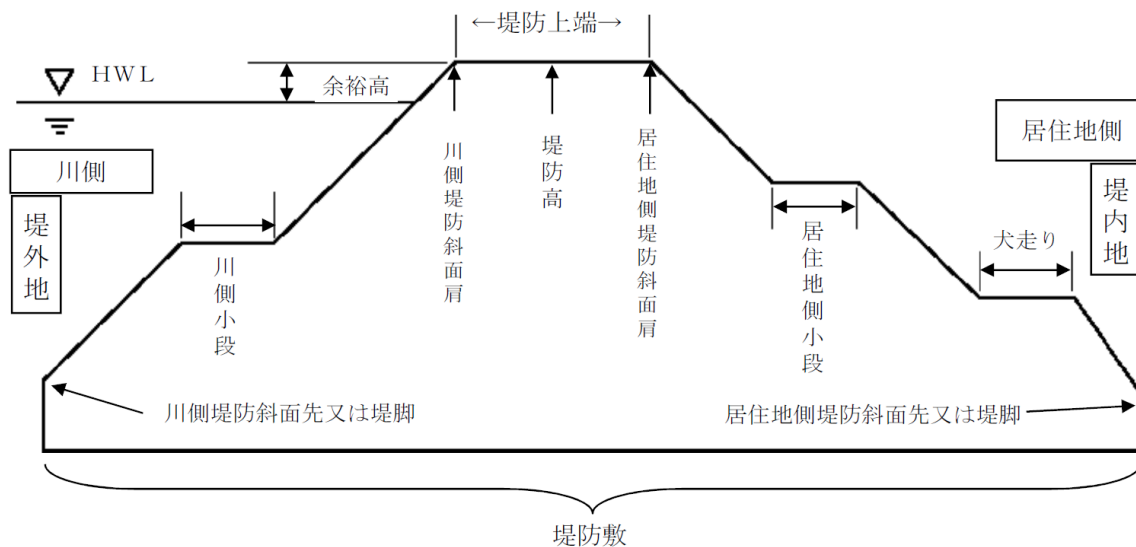 ←堤防上端→
HWL
余裕高
川側
堤外地
川側小段
川側堤防斜面肩
堤防高
居住地側堤防斜面肩
居住地側小段
犬走り
居住地側
堤内地
川側堤防斜面先又は堤脚
居住地側堤防斜面先又は堤脚
堤防敷